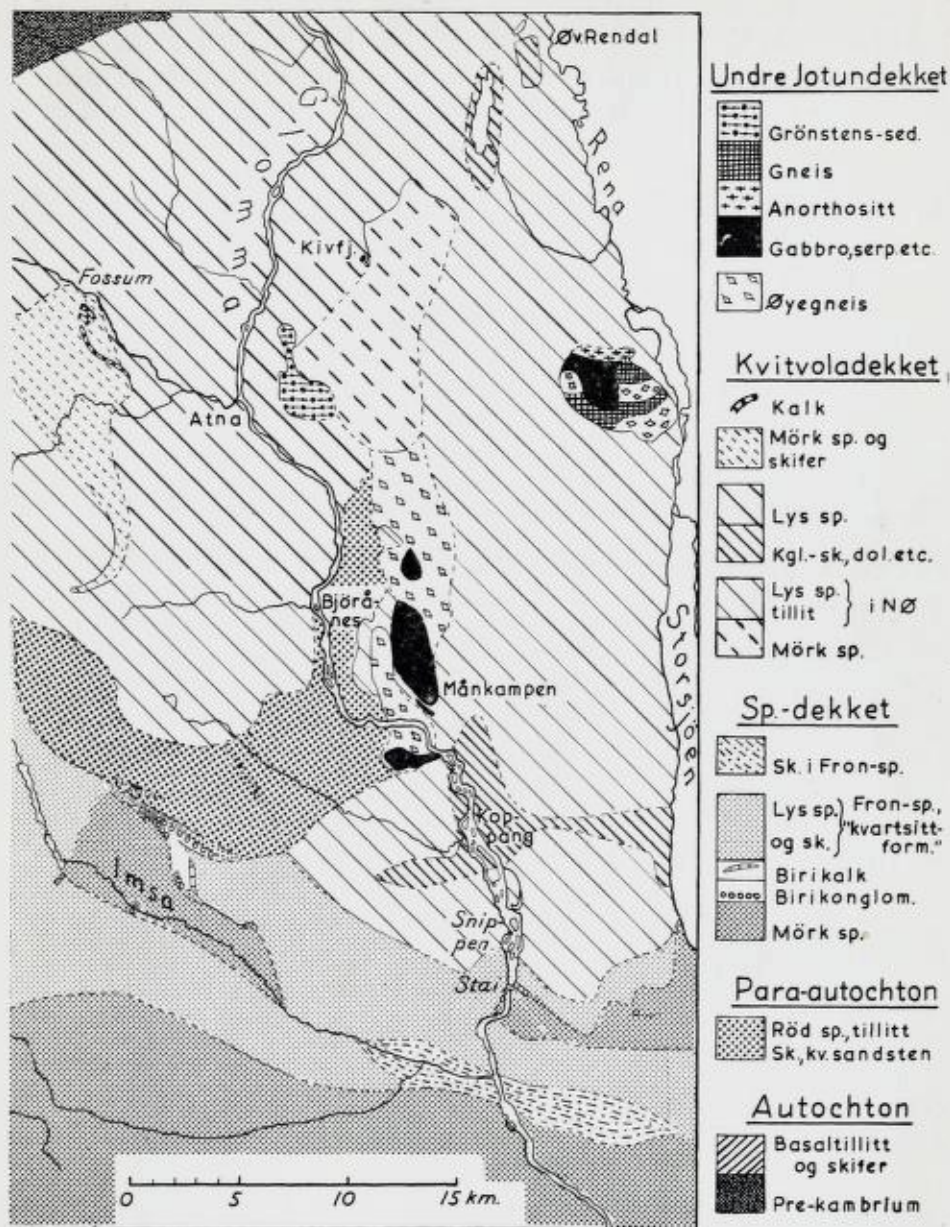 Øv.Rendal
Glomma
Rena
Kivfj.
Fossum
Atna
Björå-
nes
Månkampen
Storsjöen
Kop-
pang
Imsa
Snip-
pen.
Stai
0 5 10 15 km.
Undre Jotundekket
Grönstens-sed.
Gneis
Anorthositt
Gabbro,serp.etc.
Øyegneis
Kvitvoladekket
Kalk
Mörk sp. og
skifer
Lys sp.
Kgl.-sk,dol.etc.
Lys sp. } i NØ
tillit
Mörk sp.
Sp.-dekket
Sk. i Fron-sp.
Lys sp. } Fron-sp.,
og sk. "kvartsitt-
form."
Birikalk
Birikonglom.
Mörk sp.
Para-autochton
Röd sp.,tillitt
Sk.,kv.sandsten
Autochton
Basaltillitt
og skifer
Pre-kambrium